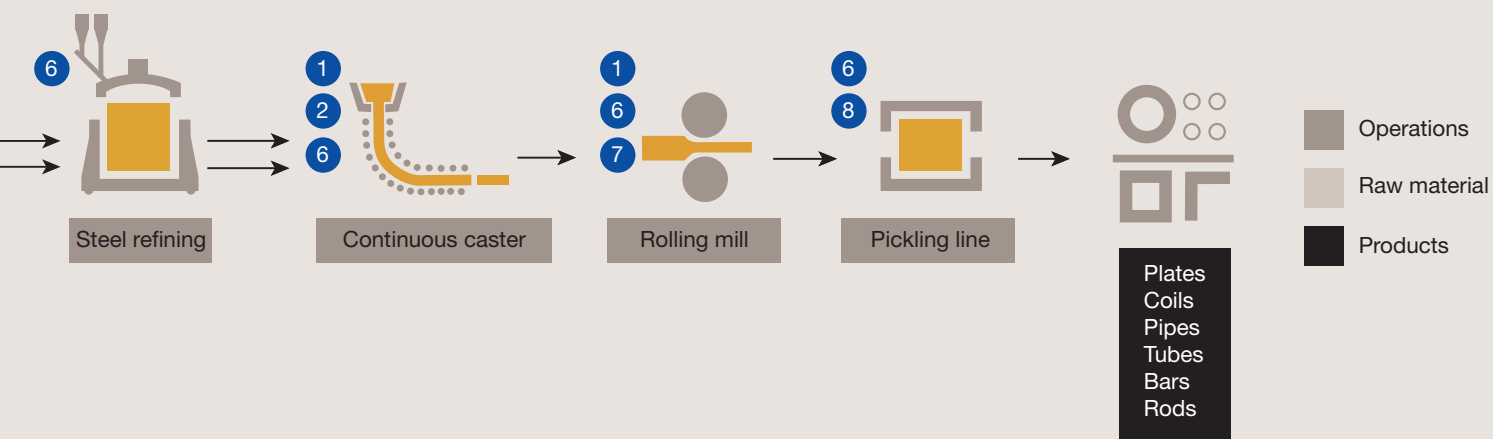 6
1
2
6
1
6
7
6
8
Steel refining
Continuous caster
Rolling mill
Pickling line
Plates
Coils
Pipes
Tubes
Bars
Rods
Operations
Raw material
Products